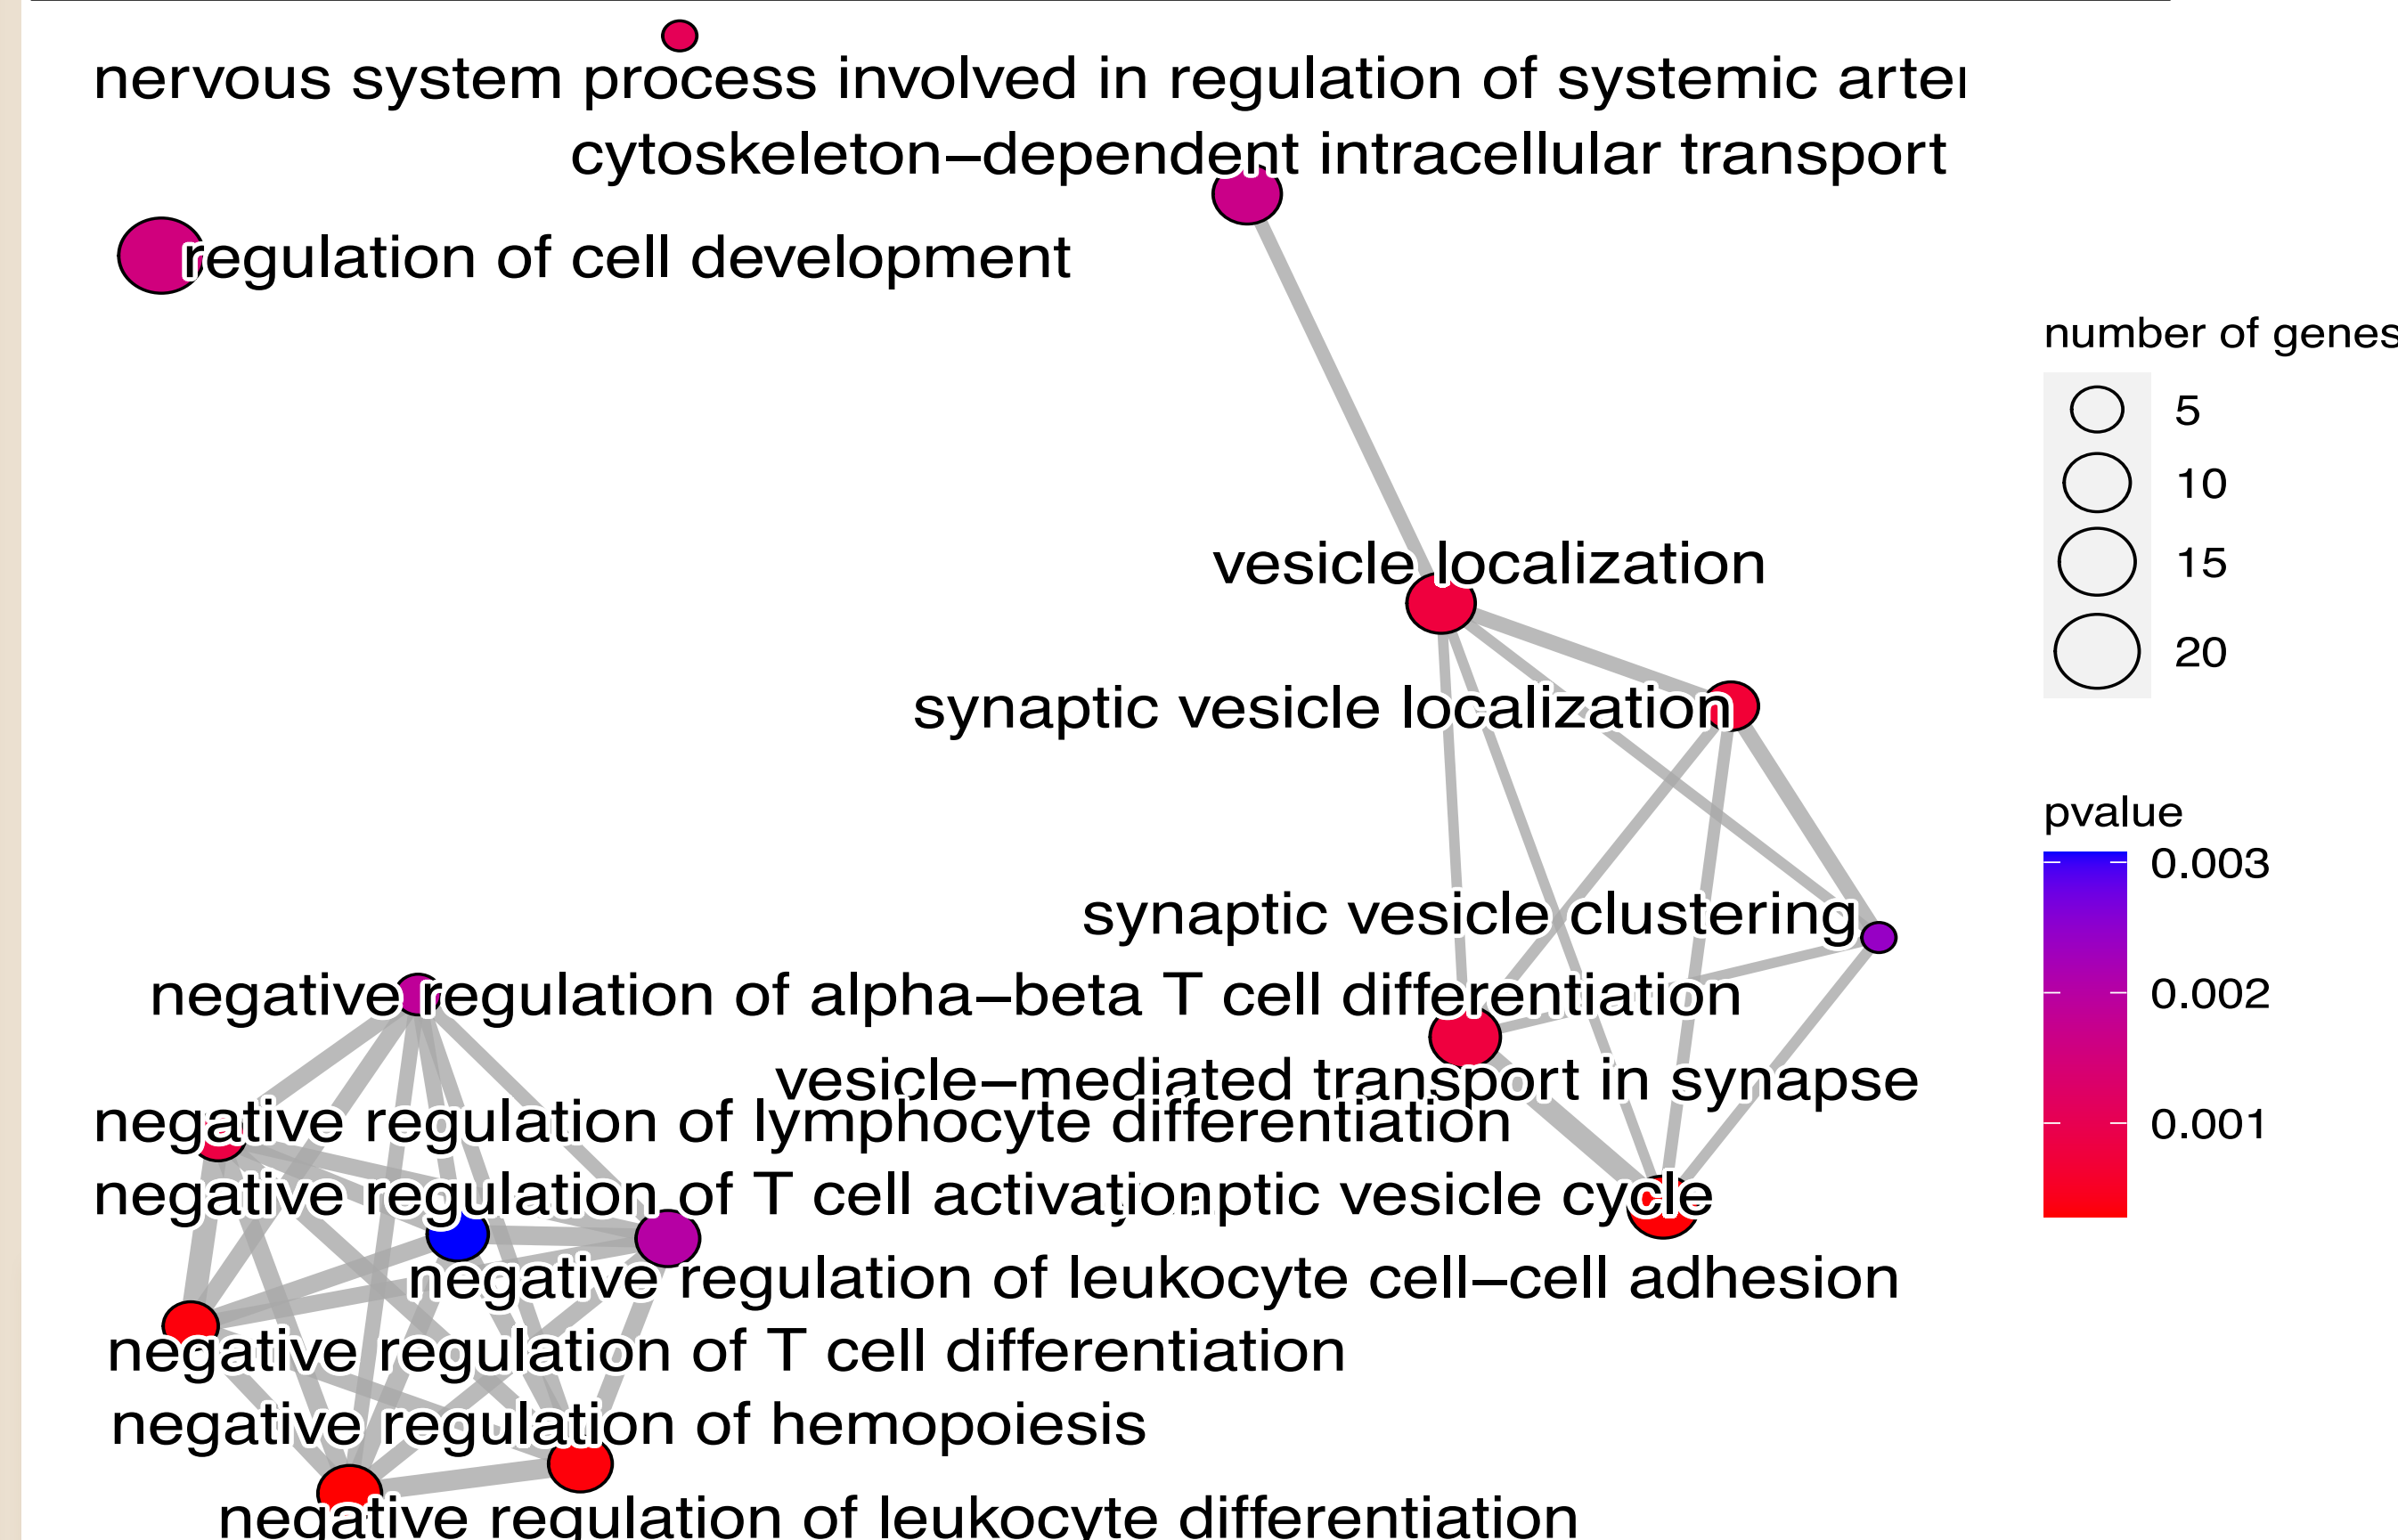 nervous system process involved in regulation of systemic
cytoskeleton–dependent intracellular transport
regulation of cell development
number of genes
5
10
15
20
vesicle localization
synaptic vesicle localization
pvalue
0.003
0.002
0.001
synaptic vesicle clustering
negative regulation of alpha–beta T cell differentiation
vesicle–mediated transport in synapse
negative regulation of lymphocyte differentiation
negative regulation of T cell activation
vesicle cycle
negative regulation of leukocyte cell–cell adhesion
negative regulation of T cell differentiation
negative regulation of hemopoiesis
negative regulation of leukocyte differentiation